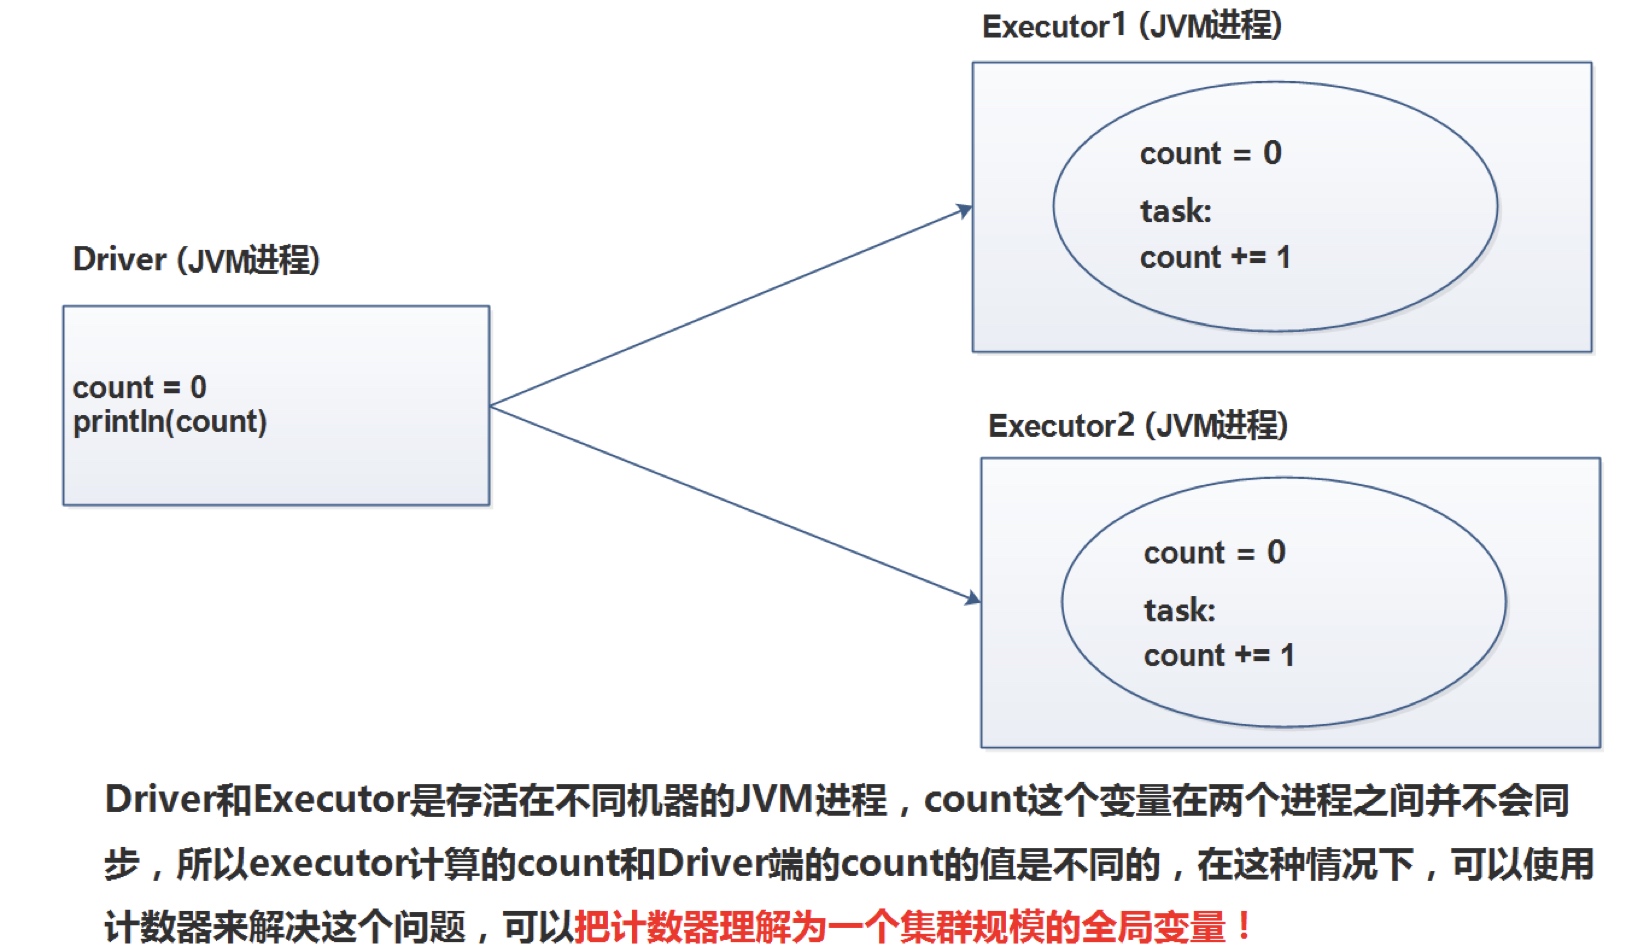 Executor1 (JVM进程)
count = 0
task:
count += 1
Driver (JVM进程)
count = 0
println(count)
Executor2 (JVM进程)
count = 0
task:
count += 1
Driver和Executor是存活在不同机器的JVM进程，count这个变量在两个进程之间并不会同
步，所以executor计算的count和Driver端的count的值是不同的，在这种情况下，可以使用
计数器来解决这个问题，可以把计数器理解为一个集群规模的全局变量！